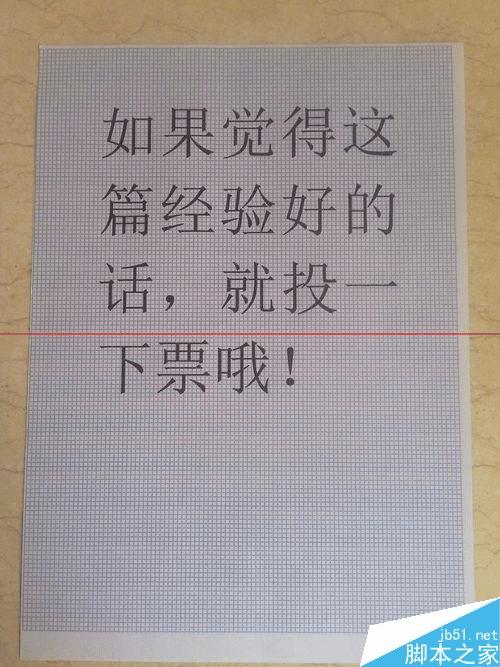 如果觉得这
篇经验好的
话，就投一
下票哦！
jb51.net
脚本之家